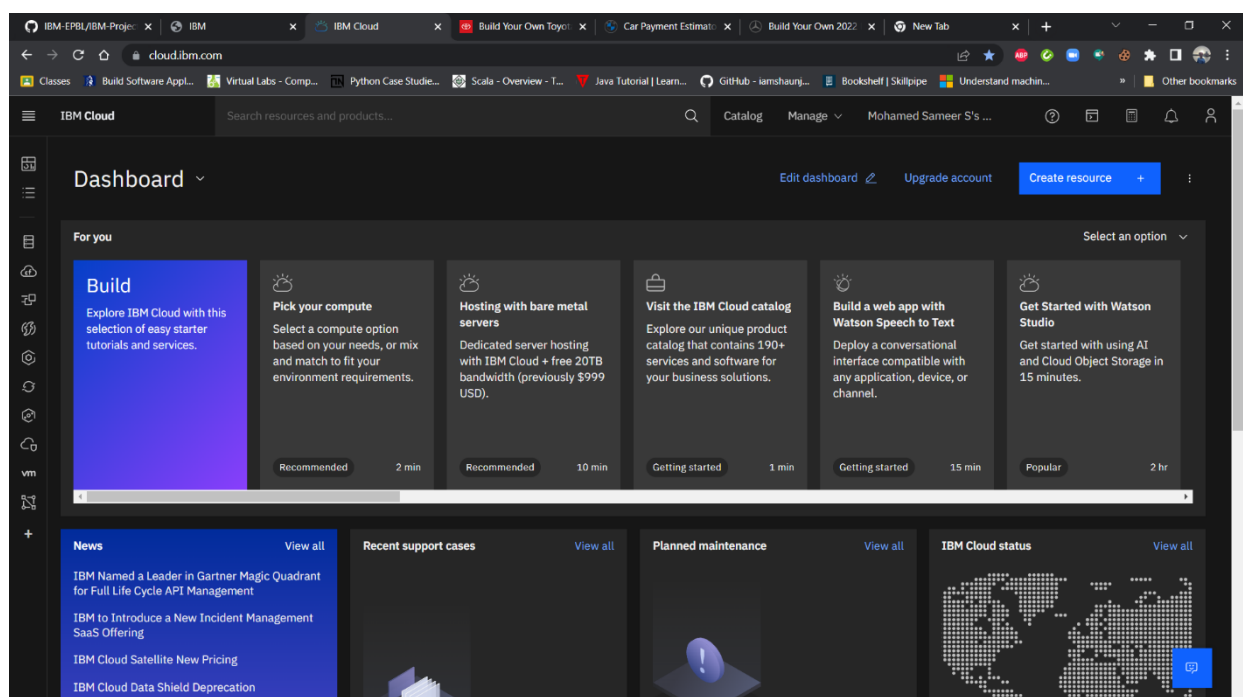 IBM-EPBL/IBM-Projec
IBM
IBM Cloud
Build Your Own Toyot
Car Payment Estimato
Build Your Own 2022
New Tab
cloud.ibm.com
Classes
Build Software Appl...
Virtual Labs - Comp...
Python Case Studie...
Scala - Overview - T...
Java Tutorial | Learn...
GitHub - iamshaunj...
Bookshelf | Skillpipe
Understand machin...
»
Other bookmarks
IBM Cloud
Search resources and products...
Catalog
Manage
Mohamed Sameer S's ...
Dashboard
Edit dashboard
Upgrade account
Create resource +
For you
Select an option
Build
Explore IBM Cloud with this
selection of easy starter
tutorials and services.
Pick your compute
Select a compute option
based on your needs, or mix
and match to fit your
environment requirements.
Recommended
2 min
Hosting with bare metal
servers
Dedicated server hosting
with IBM Cloud + free 20TB
bandwidth (previously $999
USD).
Recommended
10 min
Visit the IBM Cloud catalog
Explore our unique product
catalog that contains 190+
services and software for
your business solutions.
Getting started
1 min
Build a web app with
Watson Speech to Text
Deploy a conversational
interface compatible with
any application, device, or
channel.
Getting started
15 min
Get Started with Watson
Studio
Get started with using AI
and Cloud Object Storage in
15 minutes.
Popular
2 hr
vm
News
View all
IBM Named a Leader in Gartner Magic Quadrant
for Full Life Cycle API Management
IBM to Introduce a New Incident Management
SaaS Offering
IBM Cloud Satellite New Pricing
IBM Cloud Data Shield Deprecation
Recent support cases
View all
Planned maintenance
View all
IBM Cloud status
View all